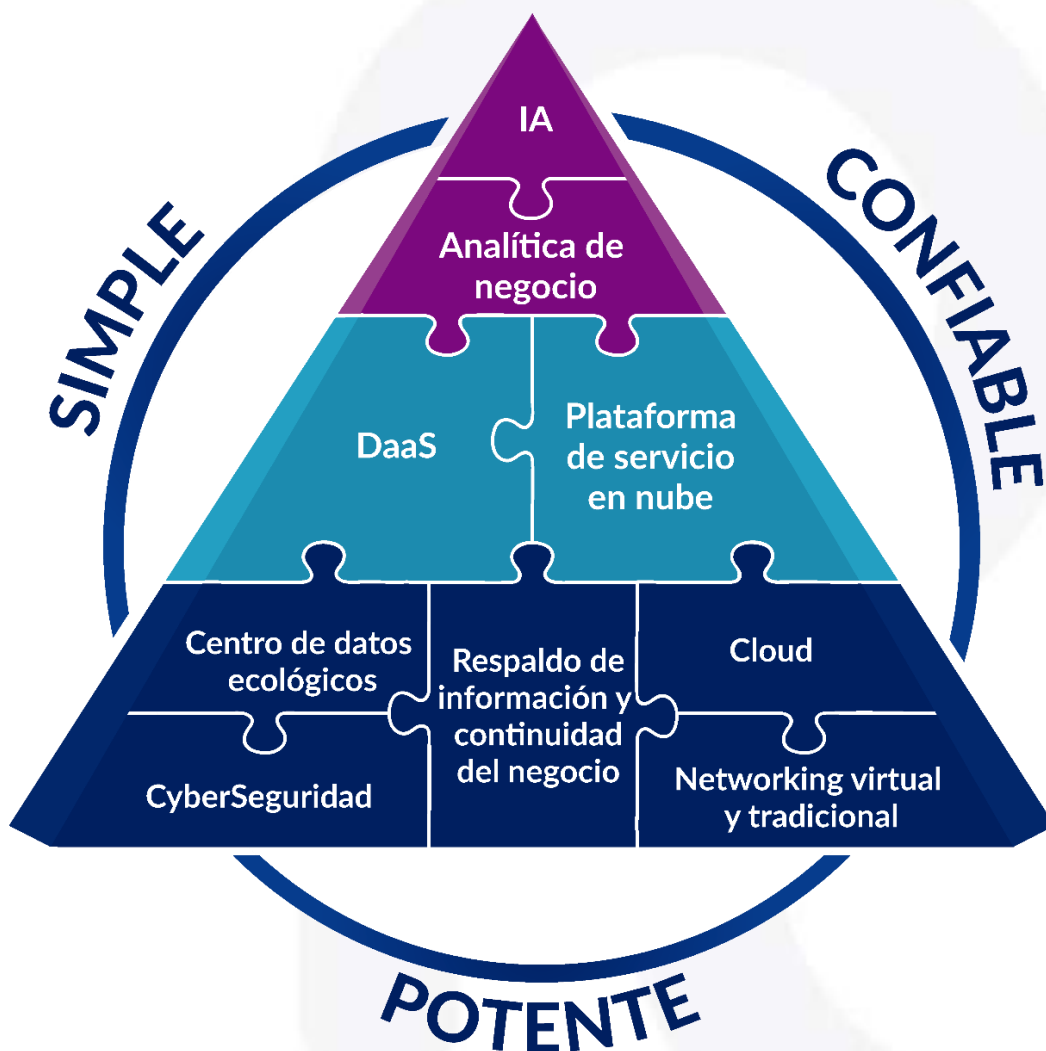 IA
Analítica de
negocio
SIMPLE
CONFIABLE
DaaS
Plataforma
de servicio
en nube
Centro de datos
ecológicos
Respaldo de
información y
continuidad
del negocio
Cloud
CyberSeguridad
Networking virtual
y tradicional
POTENTE